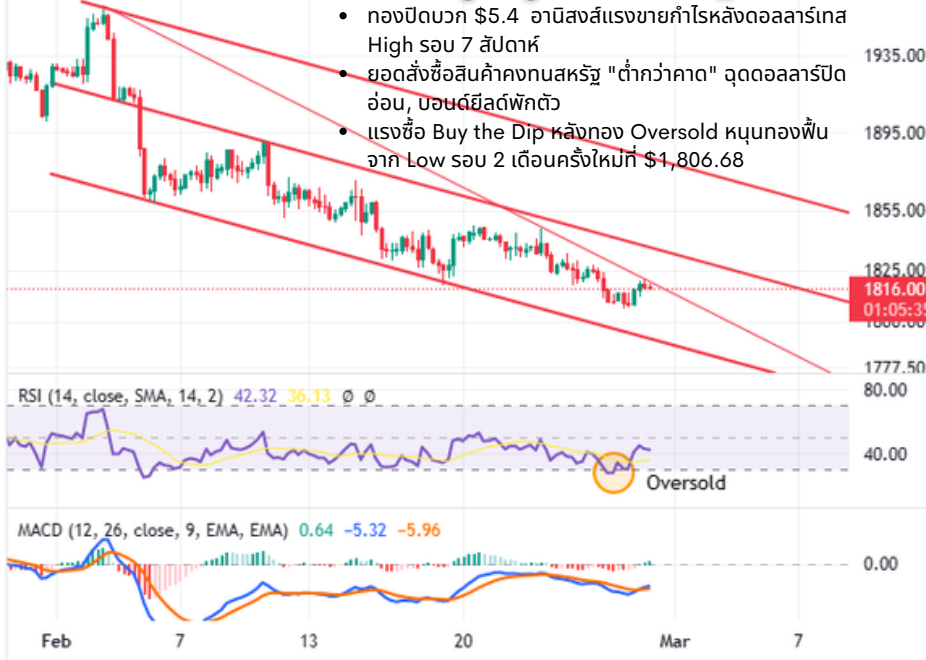 • ทองปิดบวก $5.4 อานิสงส์แรงขายกำไรหลังดอลลาร์เทส
High รอบ 7 สัปดาห์
• ยอดสั่งซื้อสินค้าคงทนสหรัฐ "ต่ำกว่าคาด" ฉุดดอลลาร์ปิด
อ่อน, บอนด์ยีลด์พักตัว
• แรงซื้อ Buy the Dip หลังทอง Oversold หนุนทองฟื้น
จาก Low รอบ 2 เดือนครั้งใหม่ที่ $1,806.68
1935.00
1895.00
1855.00
1825.00
1816.00
01:05:35
1800.00
1777.50
RSI (14, close, SMA, 14, 2) 42.32 36.13 Ø Ø
80.00
40.00
Oversold
MACD (12, 26, close, 9, EMA, EMA) 0.64 −5.32 −5.96
0.00
Feb 7 13 20 Mar 7